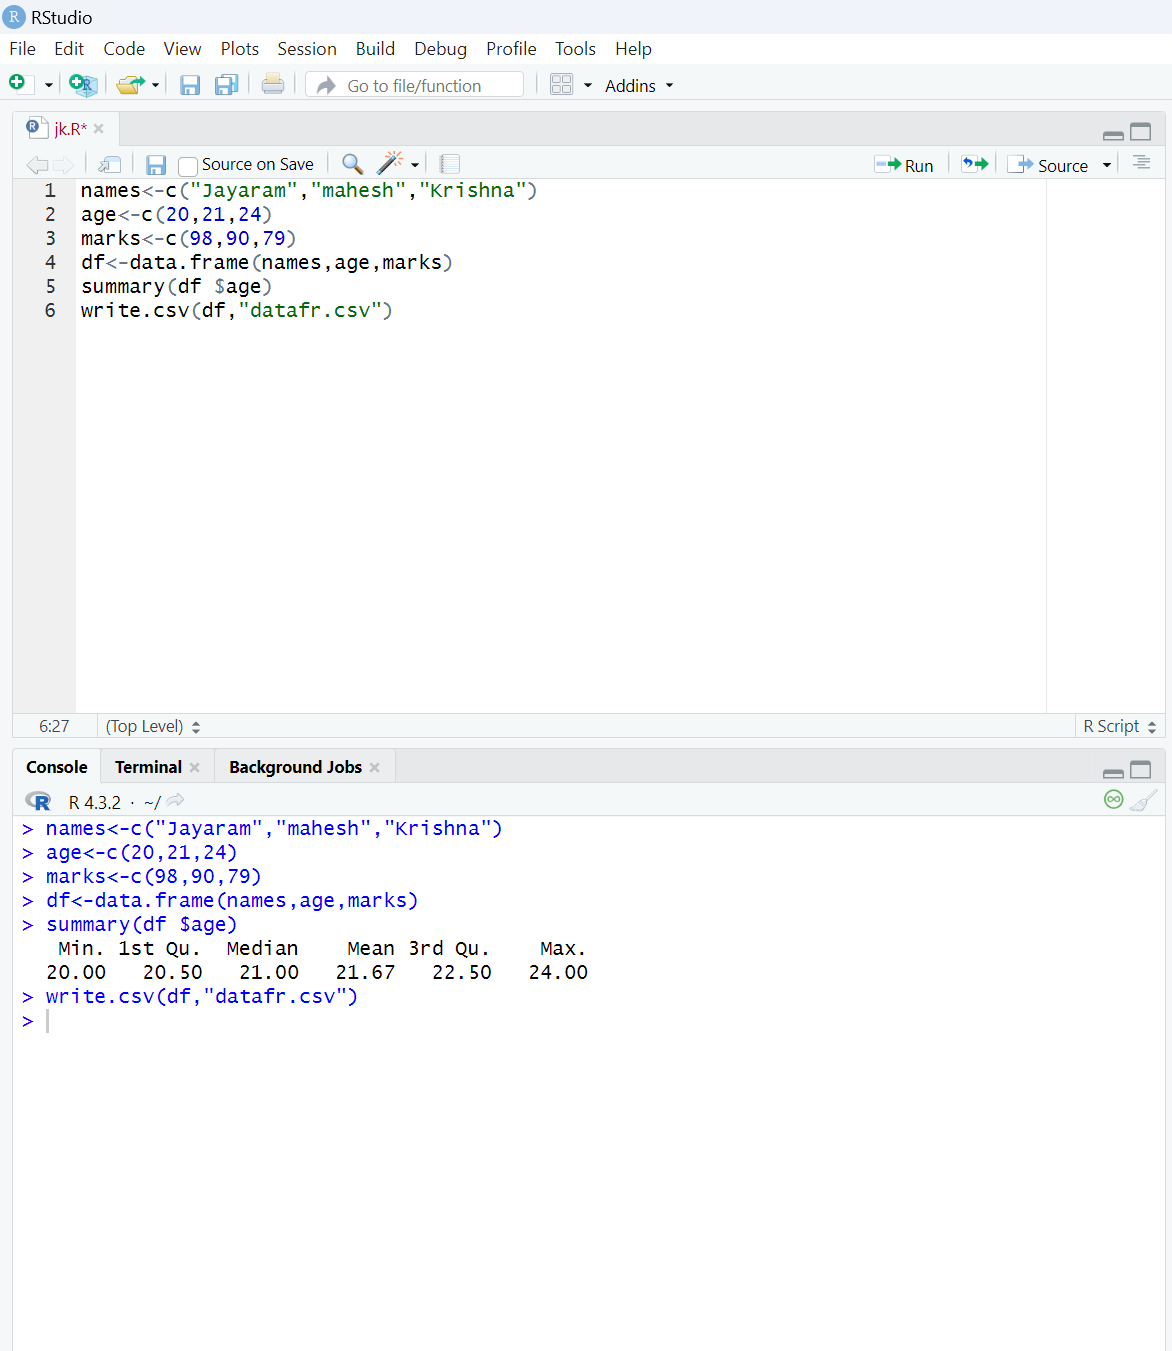 RStudio
File Edit Code View Plots Session Build Debug Profile Tools Help
Go to file/function Addins
jk.R*
Source on Save Run Source
1 names<-c("Jayaram","mahesh","Krishna")
2 age<-c(20,21,24)
3 marks<-c(98,90,79)
4 df<-data.frame(names,age,marks)
5 summary(df $age)
6 write.csv(df,"datafr.csv")
6:27 (Top Level) R Script
Console Terminal Background Jobs
R R 4.3.2 · ~/
> names<-c("Jayaram","mahesh","Krishna")
> age<-c(20,21,24)
> marks<-c(98,90,79)
> df<-data.frame(names,age,marks)
> summary(df $age)
Min. 1st Qu. Median Mean 3rd Qu. Max.
20.00 20.50 21.00 21.67 22.50 24.00
> write.csv(df,"datafr.csv")
>